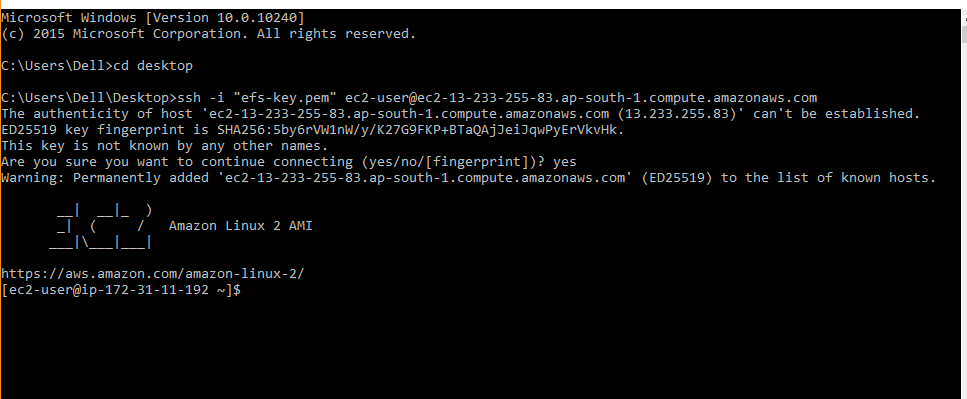 Microsoft Windows [Version 10.0.10240]
(c) 2015 Microsoft Corporation. All rights reserved.
C:\Users\Dell>cd desktop
C:\Users\Dell\Desktop>ssh -i "efs-key.pem" ec2-user@ec2-13-233-255-83.ap-south-1.compute.amazonaws.com
The authenticity of host 'ec2-13-233-255-83.ap-south-1.compute.amazonaws.com (13.233.255.83)' can't be established.
ED25519 key fingerprint is SHA256:5by6rVW1nW/y/K27G9FKP+BTaQAjJeiJqwPyErVkvHk.
This key is not known by any other names.
Are you sure you want to continue connecting (yes/no/[fingerprint])? yes
Warning: Permanently added 'ec2-13-233-255-83.ap-south-1.compute.amazonaws.com' (ED25519) to the list of known hosts.
       __|  __|_  )
       _|  (     /   Amazon Linux 2 AMI
      ___|\___|___|
https://aws.amazon.com/amazon-linux-2/
[ec2-user@ip-172-31-11-192 ~]$